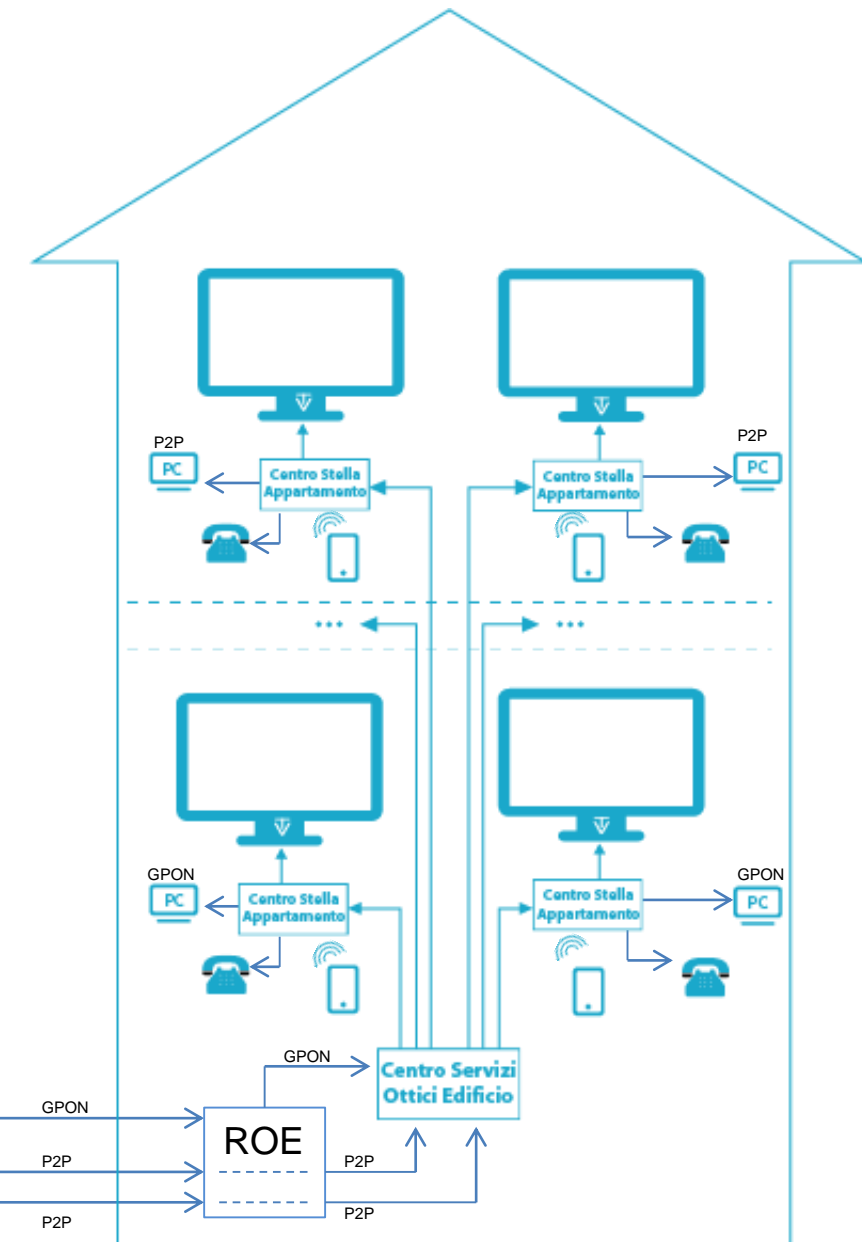 P2P
P2P
PC
PC
Centro Stella
Appartamento
Centro Stella
Appartamento
...
...
GPON
GPON
PC
PC
Centro Stella
Appartamento
Centro Stella
Appartamento
GPON
Centro Servizi
Ottici Edificio
GPON
ROE
P2P
P2P
P2P
P2P